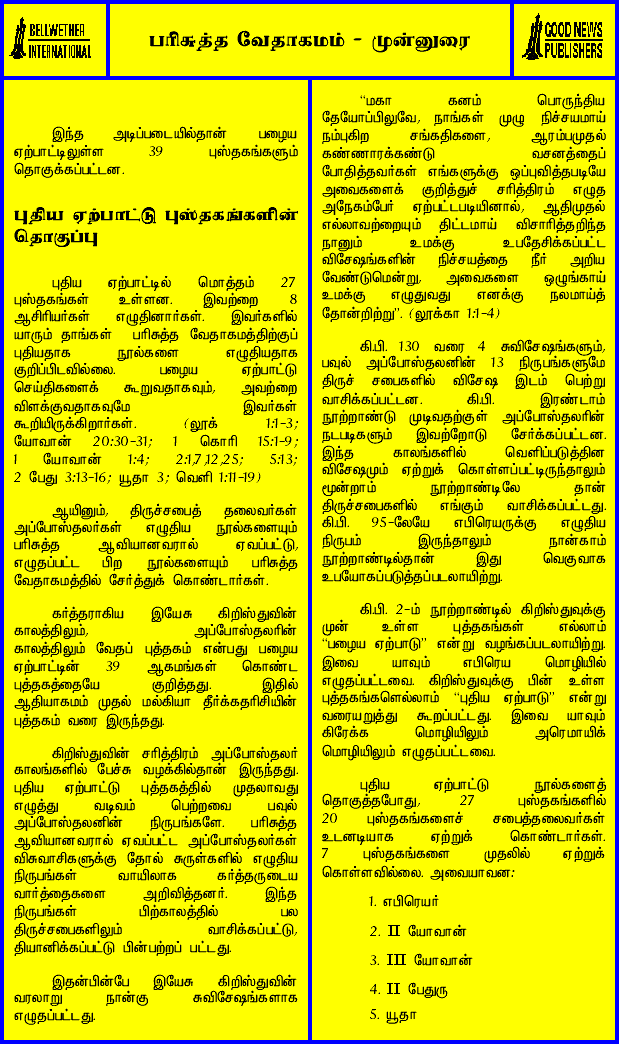 BELLWETHER
INTERNATIONAL
பரிசுத்த வேதாகமம் - முன்னுரை
GOOD NEWS
PUBLISHERS
இந்த அடிப்படையில்தான் பழைய
ஏற்பாட்டிலுள்ள 39 புஸ்தகங்களும்
தொகுக்கப்பட்டன.
புதிய ஏற்பாட்டு புஸ்தகங்களின்
தொகுப்பு
புதிய ஏற்பாட்டில் மொத்தம் 27
புஸ்தகங்கள் உள்ளன. இவற்றை 8
ஆசிரியர்கள் எழுதினார்கள். இவர்களில்
யாரும் தாங்கள் பரிசுத்த வேதாகமத்திற்குப்
புதியதாக நூல்களை எழுதியதாக
குறிப்பிடவில்லை. பழைய ஏற்பாட்டு
செய்திகளைக் கூறுவதாகவும், அவற்றை
விளக்குவதாகவுமே இவர்கள்
கூறியிருக்கிறார்கள். (லூக் 1:1-3;
யோவான் 20:30-31; 1 கொரி 15:1-9;
1 யோவான் 1:4; 2:1,7,12,25; 5:13;
2 பேது 3:13-16; யூதா 3; வெளி 1:11-19)
ஆயினும், திருச்சபைத் தலைவர்கள்
அப்போஸ்தலர்கள் எழுதிய நூல்களையும்
பரிசுத்த ஆவியானவரால் ஏவப்பட்டு,
எழுதப்பட்ட பிற நூல்களையும் பரிசுத்த
வேதாகமத்தில் சேர்த்துக் கொண்டார்கள்.
கர்த்தராகிய இயேசு கிறிஸ்துவின்
காலத்திலும், அப்போஸ்தலரின்
காலத்திலும் வேதப் புத்தகம் என்பது பழைய
ஏற்பாட்டின் 39 ஆகமங்கள் கொண்ட
புத்தகத்தையே குறித்தது. இதில்
ஆதியாகமம் முதல் மல்கியா தீர்க்கதரிசியின்
புத்தகம் வரை இருந்தது.
கிறிஸ்துவின் சரித்திரம் அப்போஸ்தலர்
காலங்களில் பேச்சு வழக்கில்தான் இருந்தது.
புதிய ஏற்பாட்டு புத்தகத்தில் முதலாவது
எழுத்து வடிவம் பெற்றவை பவுல்
அப்போஸ்தலனின் நிருபங்களே. பரிசுத்த
ஆவியானவரால் ஏவப்பட்ட அப்போஸ்தலர்கள்
விசுவாசிகளுக்கு தோல் சுருள்களில் எழுதிய
நிருபங்கள் வாயிலாக கர்த்தருடைய
வார்த்தைகளை அறிவித்தனர். இந்த
நிருபங்கள் பிற்காலத்தில் பல
திருச்சபைகளிலும் வாசிக்கப்பட்டு,
தியானிக்கப்பட்டு பின்பற்றப் பட்டது.
இதன்பின்பே இயேசு கிறிஸ்துவின்
வரலாறு நான்கு சுவிசேஷங்களாக
எழுதப்பட்டது.
“மகா கனம் பொருந்திய
தேயோப்பிலுவே, நாங்கள் முழு நிச்சயமாய்
நம்புகிற சங்கதிகளை, ஆரம்பமுதல்
கண்ணாரக்கண்டு வசனத்தைப்
போதித்தவர்கள் எங்களுக்கு ஒப்புவித்தபடியே
அவைகளைக் குறித்துச் சரித்திரம் எழுத
அநேகம்பேர் ஏற்பட்டபடியினால், ஆதிமுதல்
எல்லாவற்றையும் திட்டமாய் விசாரித்தறிந்த
நானும் உமக்கு உபதேசிக்கப்பட்ட
விசேஷங்களின் நிச்சயத்தை நீர் அறிய
வேண்டுமென்று, அவைகளை ஒழுங்காய்
உமக்கு எழுதுவது எனக்கு நலமாய்த்
தோன்றிற்று”. (லூக்கா 1:1-4)
கி.பி. 130 வரை 4 சுவிசேஷங்களும்,
பவுல் அப்போஸ்தலனின் 13 நிருபங்களுமே
திருச் சபைகளில் விசேஷ இடம் பெற்று
வாசிக்கப்பட்டன. கி.பி. இரண்டாம்
நூற்றாண்டு முடிவதற்குள் அப்போஸ்தலரின்
நடபடிகளும் இவற்றோடு சேர்க்கப்பட்டன.
இந்த காலங்களில் வெளிப்படுத்தின
விசேஷமும் ஏற்றுக் கொள்ளப்பட்டிருந்தாலும்
மூன்றாம் நூற்றாண்டிலே தான்
திருச்சபைகளில் எங்கும் வாசிக்கப்பட்டது.
கி.பி. 95-லேயே எபிரெயருக்கு எழுதிய
நிருபம் இருந்தாலும் நான்காம்
நூற்றாண்டில்தான் இது வெகுவாக
உபயோகப்படுத்தப்படலாயிற்று.
கி.பி. 2-ம் நூற்றாண்டில் கிறிஸ்துவுக்கு
முன் உள்ள புத்தகங்கள் எல்லாம்
“பழைய ஏற்பாடு” என்று வழங்கப்படலாயிற்று.
இவை யாவும் எபிரெய மொழியில்
எழுதப்பட்டவை. கிறிஸ்துவுக்கு பின் உள்ள
புத்தகங்களெல்லாம் “புதிய ஏற்பாடு” என்று
வரையறுத்து கூறப்பட்டது. இவை யாவும்
கிரேக்க மொழியிலும் அரெமாயிக்
மொழியிலும் எழுதப்பட்டவை.
புதிய ஏற்பாட்டு நூல்களைத்
தொகுத்தபோது, 27 புஸ்தகங்களில்
20 புஸ்தகங்களைச் சபைத்தலைவர்கள்
உடனடியாக ஏற்றுக் கொண்டார்கள்.
7 புஸ்தகங்களை முதலில் ஏற்றுக்
கொள்ளவில்லை. அவையாவன:
1. எபிரெயர்
2. II யோவான்
3. III யோவான்
4. II பேதுரு
5. யூதா